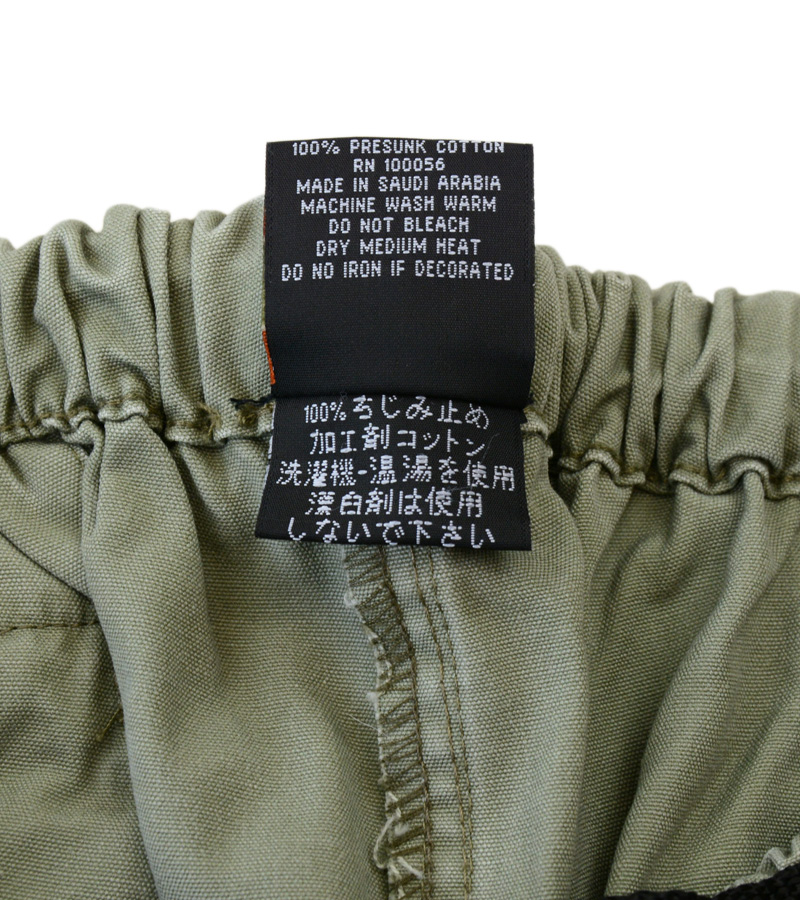 100% PRESUNK COTTON
RN 100056
MADE IN SAUDI ARABIA
MACHINE WASH WARM
DO NOT BLEACH
DRY MEDIUM HEAT
DO NO IRON IF DECORATED
100%ちじみ止め
加工剤コットン
洗濯機-温湯を使用
漂白剤は使用
しないで下さい